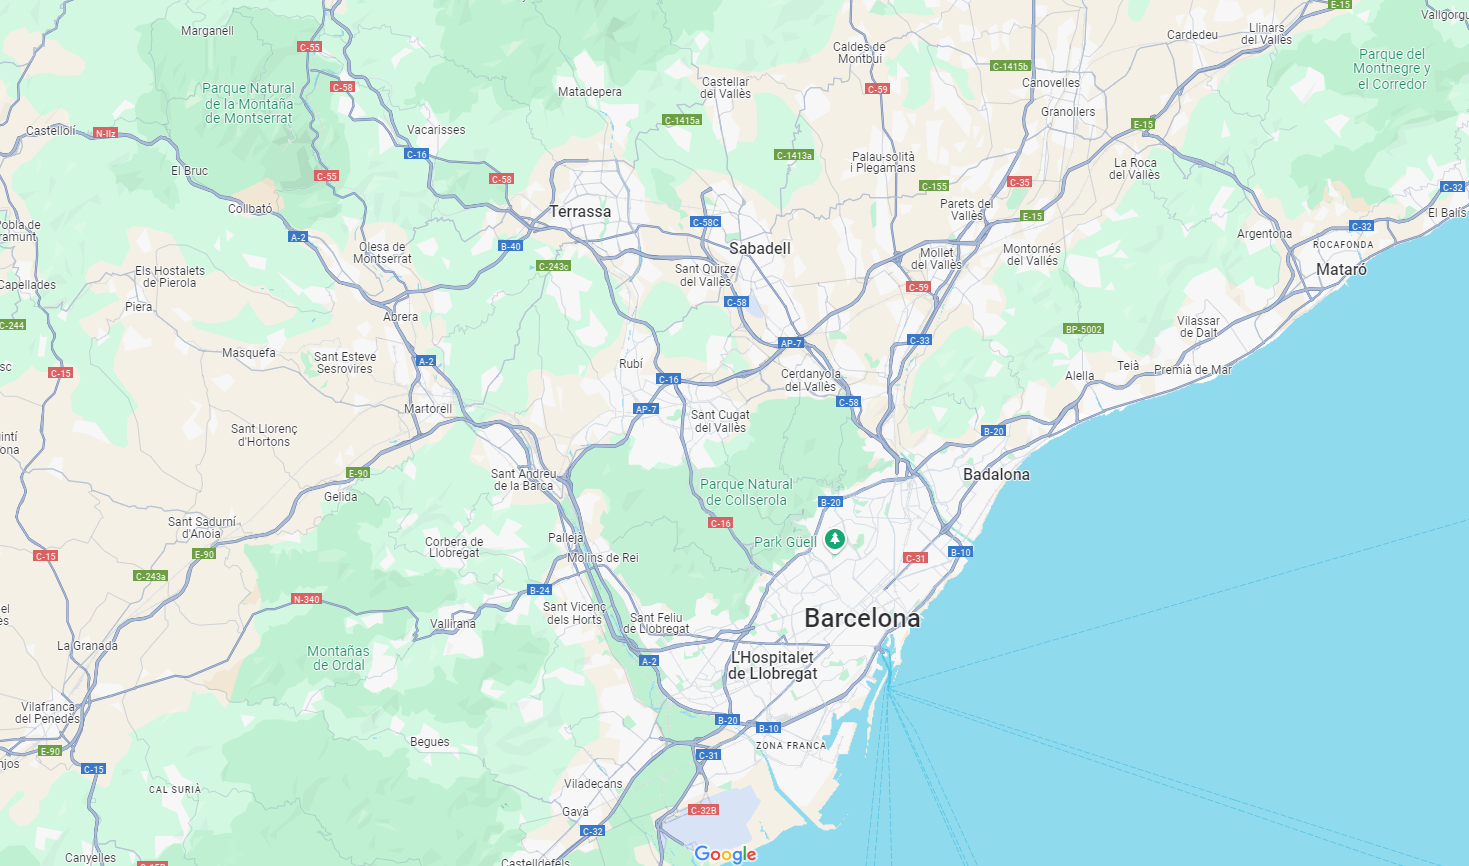 Marganell
C-55
E-15
Vallgorgu
Llinars
del Vallès
Cardedeu
Caldes de
Montbui
Parque del
Montnegre y
el Corredor
C-1415b
Canovelles
C-58
Parque Natural
de la Montaña
de Montserrat
Matadepera
Castellar
del Vallès
C-59
Granollers
C-1415a
E-15
Castellolí
N-IIz
Vacarisses
C-16
C-1413a
Palau-solità
i Plegamans
La Roca
del Vallès
El Bruc
C-55
C-58
C-155
C-35
C-32
Collbató
Terrassa
C-58C
Parets del
Vallès
E-15
El Balís
Pobla de
aramunt
A-2
B-40
Olesa de
Montserrat
Sabadell
C-32
Argentona
ROCAFONDA
Mollet
del Vallès
Montornés
del Vallés
Mataró
Els Hostalets
de Pierola
C-243c
Sant Quirze
del Vallès
Capellades
C-59
Piera
Abrera
C-58
C-244
BP-5002
Vilassar
de Dalt
Masquefa
Sant Esteve
Sesrovires
A-2
Rubí
AP-7
C-33
sc
C-15
C-16
Cerdanyola
del Vallès
Alella
Teià
Premià de Mar
Martorell
AP-7
Sant Cugat
del Vallès
C-58
Sant Llorenç
d'Hortons
B-20
uintí
ona
E-90
Sant Andreu
de la Barca
Badalona
Parque Natural
de Collserola
Gelida
B-20
Sant Sadurní
d'Anoia
C-16
Park Güell
C-15
E-90
Corbera de
Llobregat
Palleja
Molins de Rei
C-31
B-10
C-243a
B-24
N-340
el
es
Vallirana
Sant Vicenç
dels Horts
Sant Feliu
de Llobregat
Barcelona
La Granada
Montañas
de Ordal
A-2
L'Hospitalet
de Llobregat
Vilafranca
del Penedès
B-20
B-10
Begues
ZONA FRANCA
E-90
C-31
njos
C-15
CAL SURIÀ
Viladecans
Gavà
C-32B
C-32
Canyelles
Castelldefels
Google
C-15B